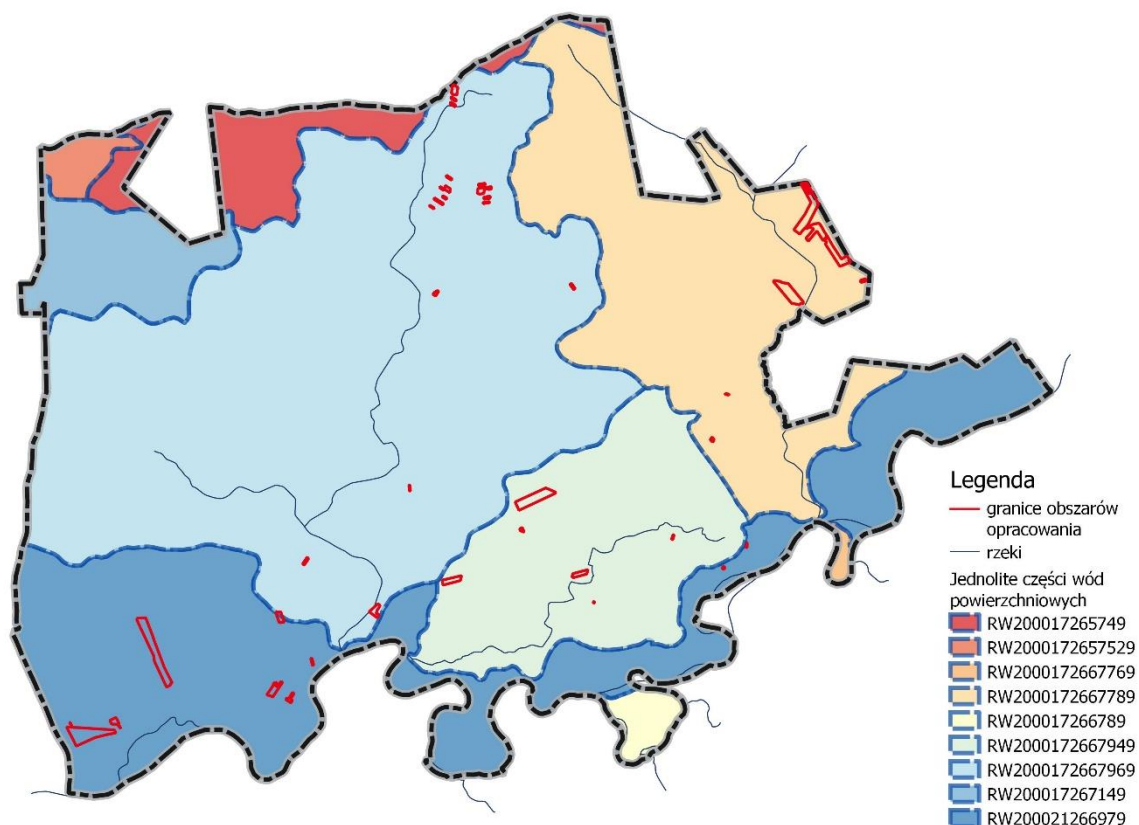 Legenda
granice obszarów
opracowania
rzeki
Jednolite części wód
powierzchniowych
RW200017265749
RW2000172657529
RW2000172667769
RW2000172667789
RW200017266789
RW2000172667949
RW2000172667969
RW200017267149
RW200021266979